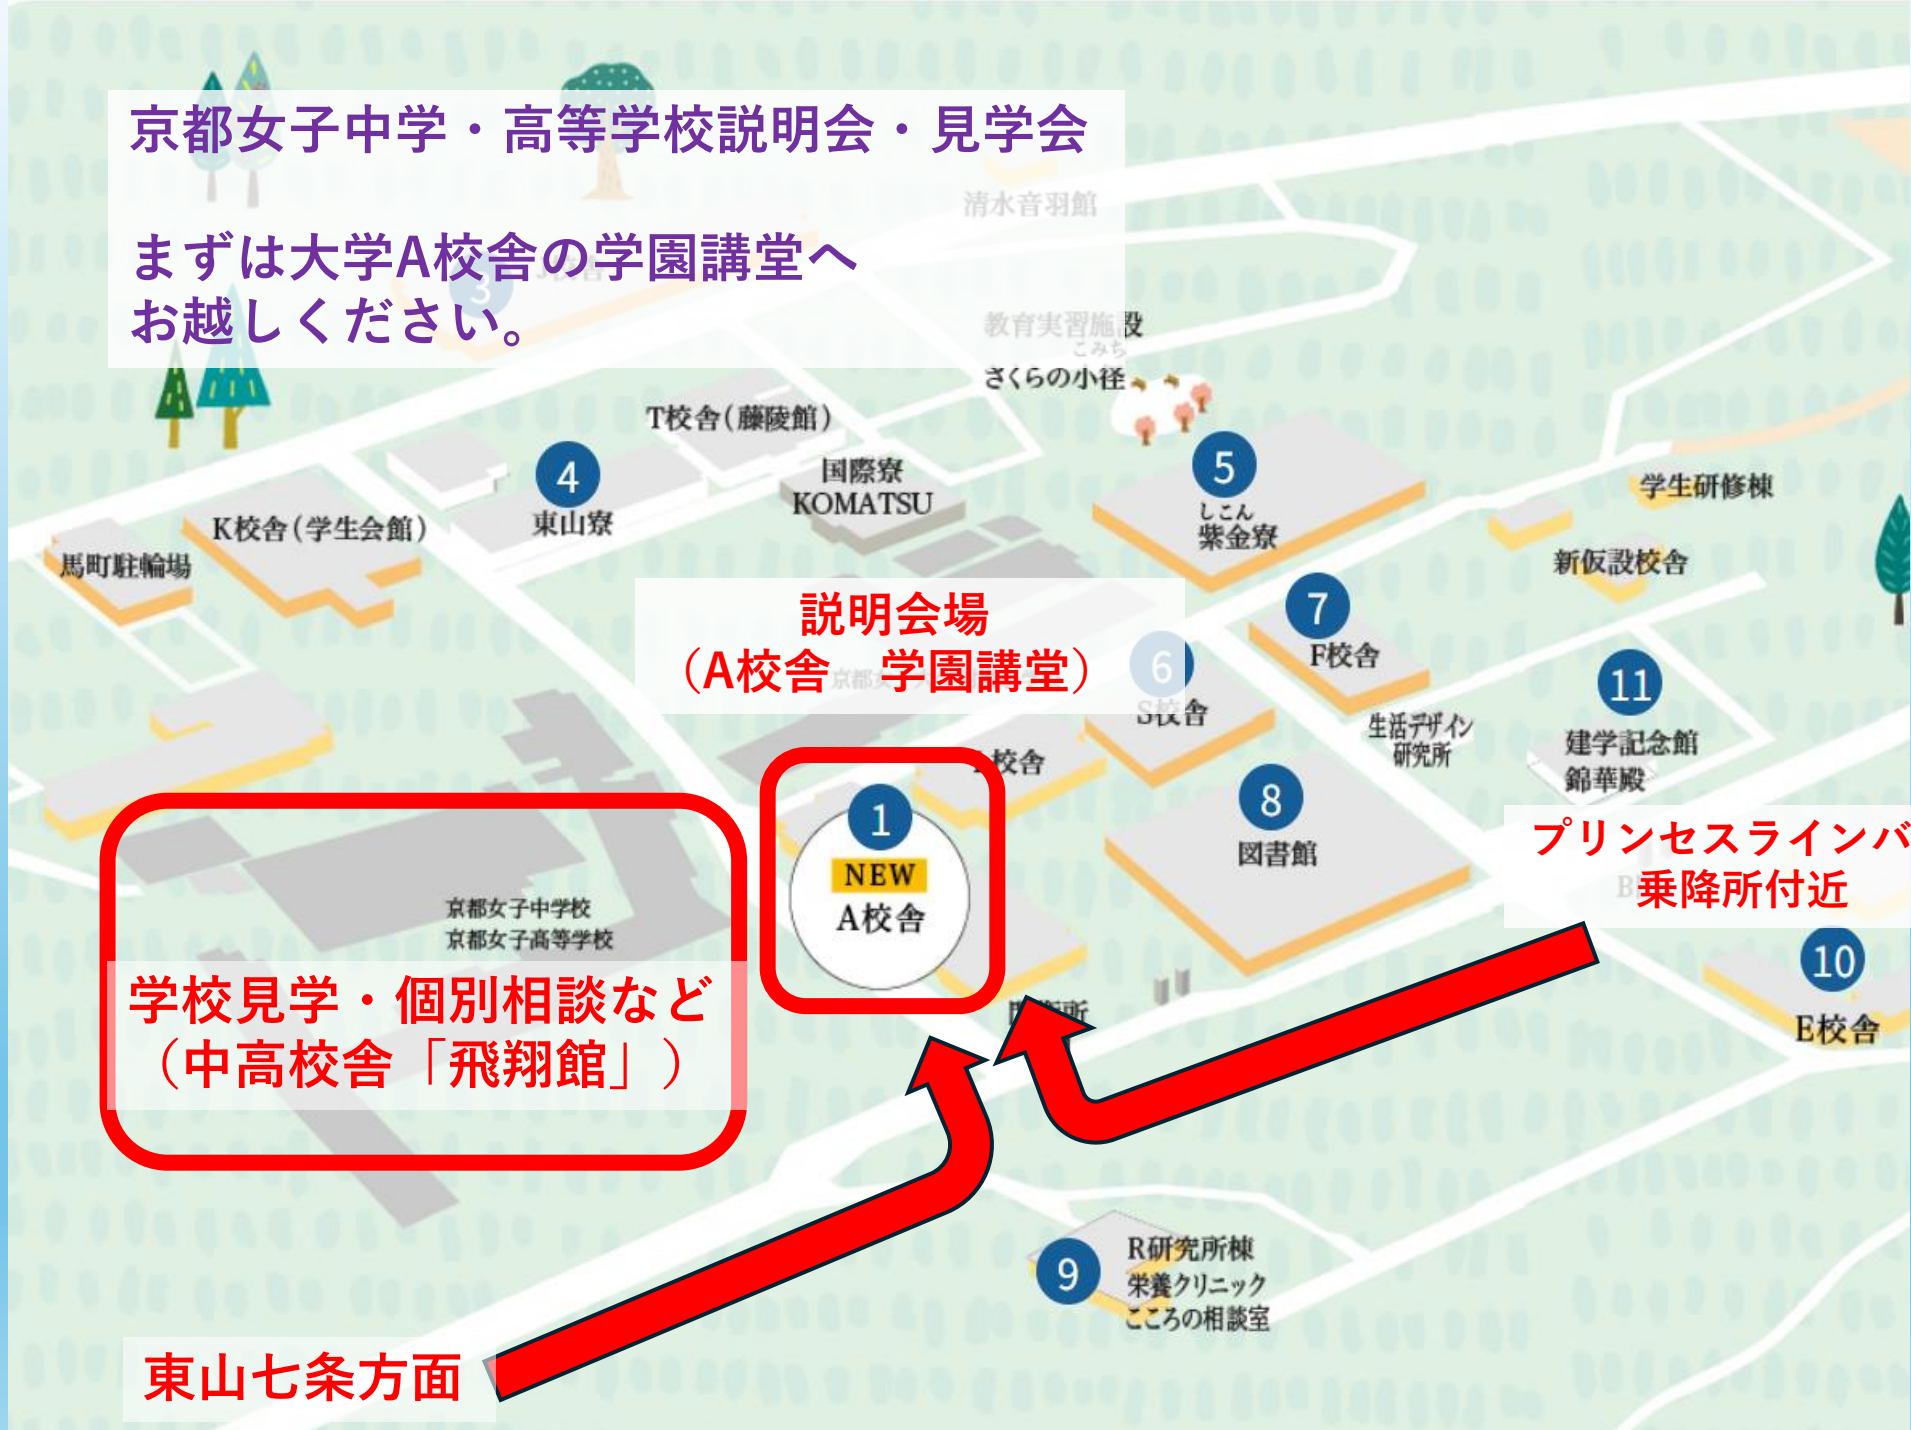 京都女子中学・高等学校説明会・見学会
まずは大学A校舎の学園講堂へ
お越しください。
清水音羽館
3
教育実習施設
こみち
さくらの小径
T校舎(藤陵館)
4
東山寮
国際寮
KOMATSU
5
しこん
紫金寮
学生研修棟
新仮設校舎
K校舎(学生会館)
馬町駐輪場
説明会場
（A校舎　学園講堂）
6
S校舎
7
F校舎
生活デザイン
研究所
11
建学記念館
錦華殿
校舎
1
NEW
A校舎
8
図書館
プリンセスラインバ
乗降所付近
10
E校舎
京都女子中学校
京都女子高等学校
学校見学・個別相談など
（中高校舎「飛翔館」）
9
R研究所棟
栄養クリニック
こころの相談室
東山七条方面